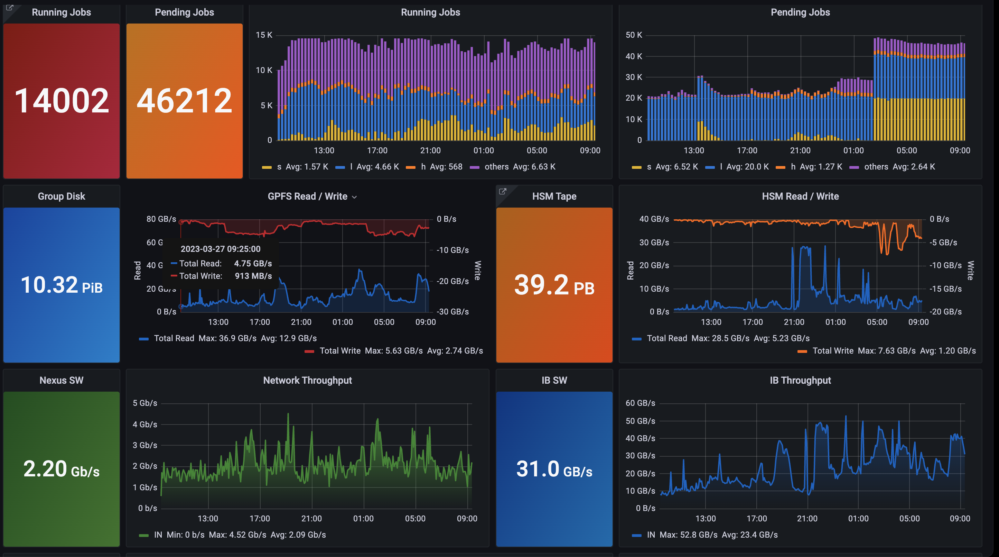 Running Jobs
14002
Pending Jobs
46212
Running Jobs
15 K
10 K
5 K
0
13:00 17:00 21:00 01:00 05:00 09:00
s Avg: 1.57 K l Avg: 4.66 K h Avg: 568 others Avg: 6.63 K
Pending Jobs
50 K
40 K
30 K
20 K
10 K
0
13:00 17:00 21:00 01:00 05:00 09:00
s Avg: 6.52 K l Avg: 20.0 K h Avg: 1.27 K others Avg: 2.64 K
Group Disk
10.32 PiB
GPFS Read / Write
Read
80 GB/s
60 G
40 G
20 GB/s
0 B/s
2023-03-27 09:25:00
Total Read: 4.75 GB/s
Total Write: 913 MB/s
0 B/s
-10 GB/s
-20 GB/s
-30 GB/s
Write
13:00 17:00 21:00 01:00 05:00 09:00
Total Read Max: 36.9 GB/s Avg: 12.9 GB/s
Total Write Max: 5.63 GB/s Avg: 2.74 GB/s
HSM Tape
39.2 PB
HSM Read / Write
Read
40 GB/s
30 GB/s
20 GB/s
10 GB/s
0 B/s
0 B/s
-5 GB/s
-10 GB/s
-15 GB/s
-20 GB/s
Write
13:00 17:00 21:00 01:00 05:00 09:00
Total Read Max: 28.5 GB/s Avg: 5.23 GB/s
Total Write Max: 7.63 GB/s Avg: 1.20 GB/s
Nexus SW
2.20 Gb/s
Network Throughput
5 Gb/s
4 Gb/s
3 Gb/s
2 Gb/s
1 Gb/s
0 b/s
13:00 17:00 21:00 01:00 05:00 09:00
IN Min: 0 b/s Max: 4.52 Gb/s Avg: 2.09 Gb/s
IB SW
31.0 GB/s
IB Throughput
60 GB/s
50 GB/s
40 GB/s
30 GB/s
20 GB/s
10 GB/s
0 B/s
13:00 17:00 21:00 01:00 05:00 09:00
IN Max: 52.8 GB/s Avg: 23.4 GB/s